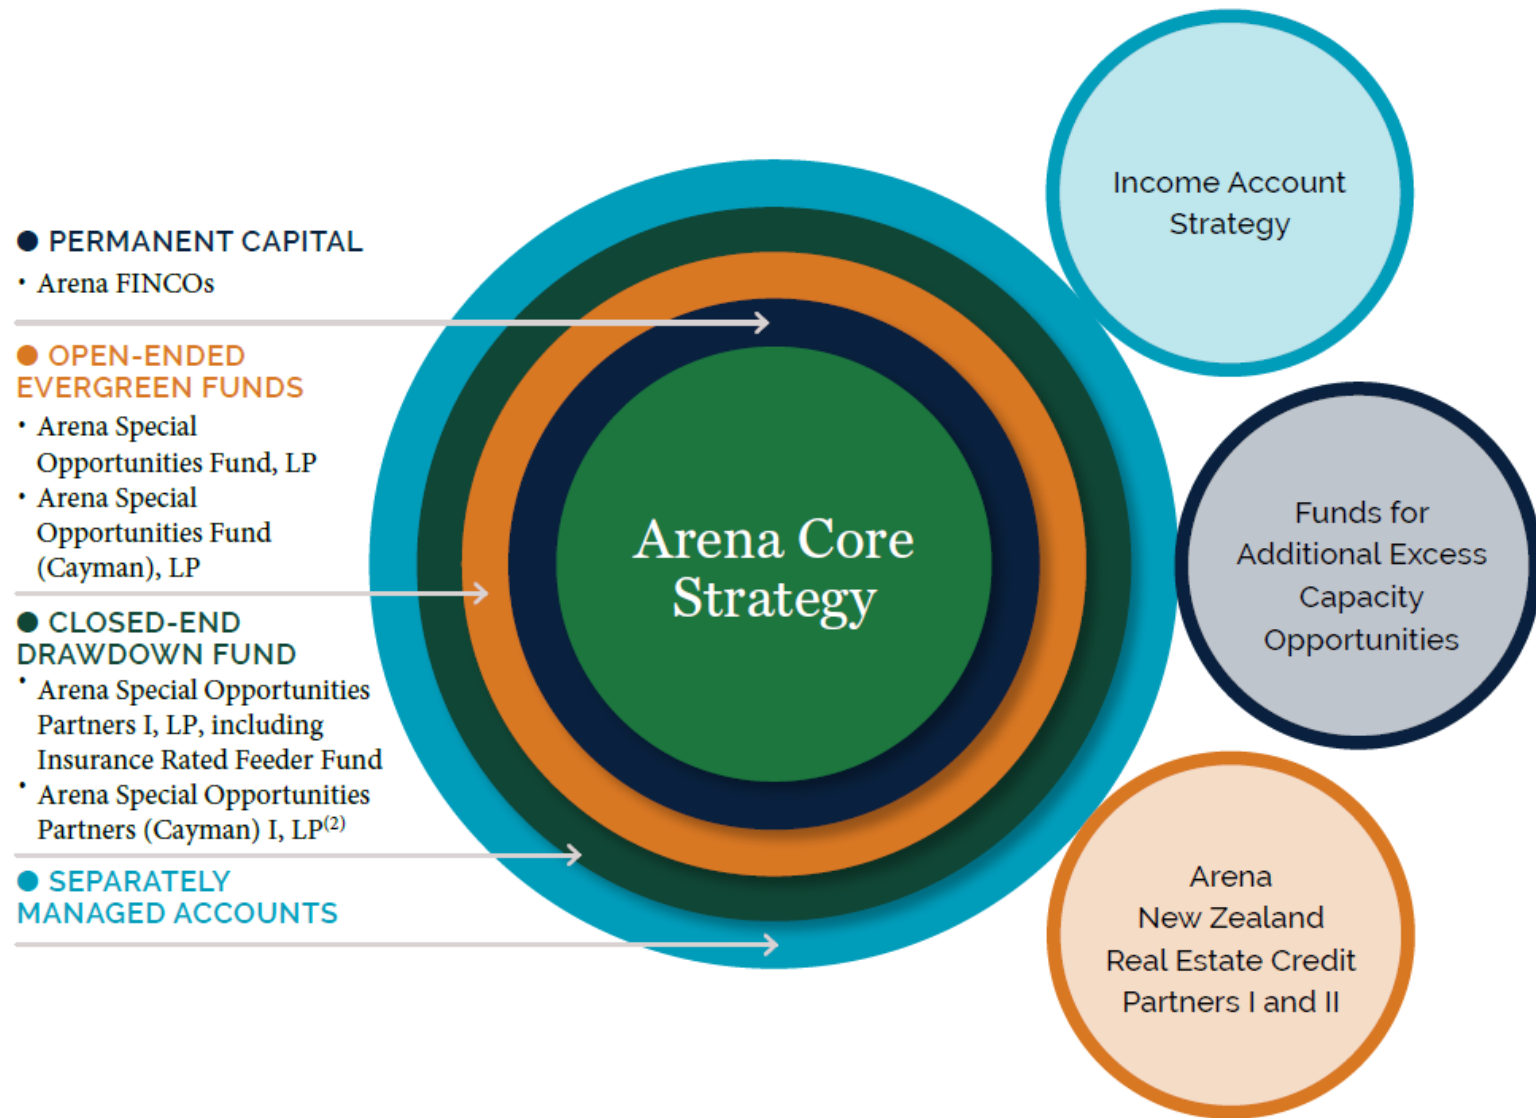 ● PERMANENT CAPITAL
• Arena FINCOs
● OPEN-ENDED
EVERGREEN FUNDS
• Arena Special
Opportunities Fund, LP
• Arena Special
Opportunities Fund
(Cayman), LP
● CLOSED-END
DRAWDOWN FUND
• Arena Special Opportunities
Partners I, LP, including
Insurance Rated Feeder Fund
• Arena Special Opportunities
Partners (Cayman) I, LP(2)
● SEPARATELY
MANAGED ACCOUNTS
Arena Core
Strategy
Income Account
Strategy
Funds for
Additional Excess
Capacity
Opportunities
Arena
New Zealand
Real Estate Credit
Partners I and II